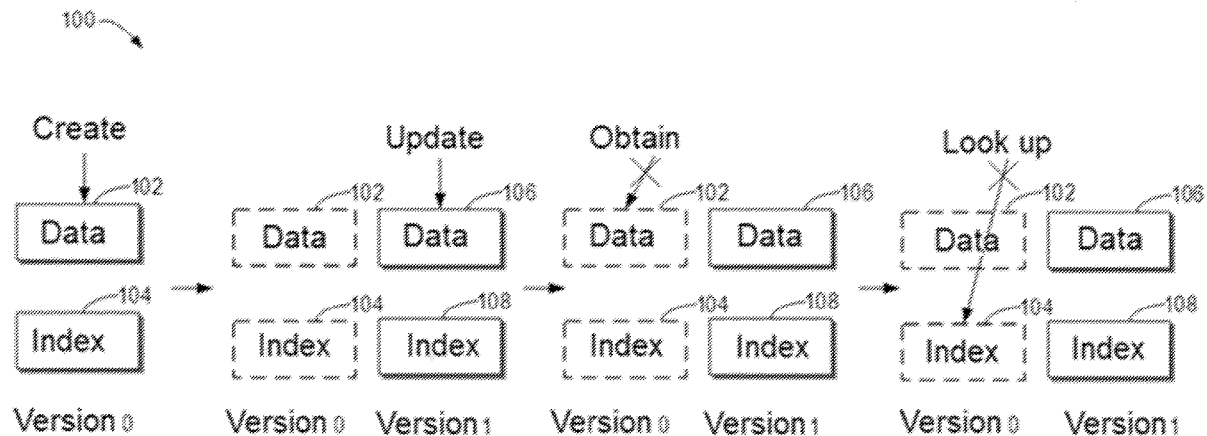 100
Create Update Obtain Look up
102 102 106 102 106 102 106
Data Data Data Data Data Data Data
104 104 108 104 108 104 108
Index Index Index Index Index Index Index
Version 0 Version 0 Version 1 Version 0 Version 1 Version 0 Version 1